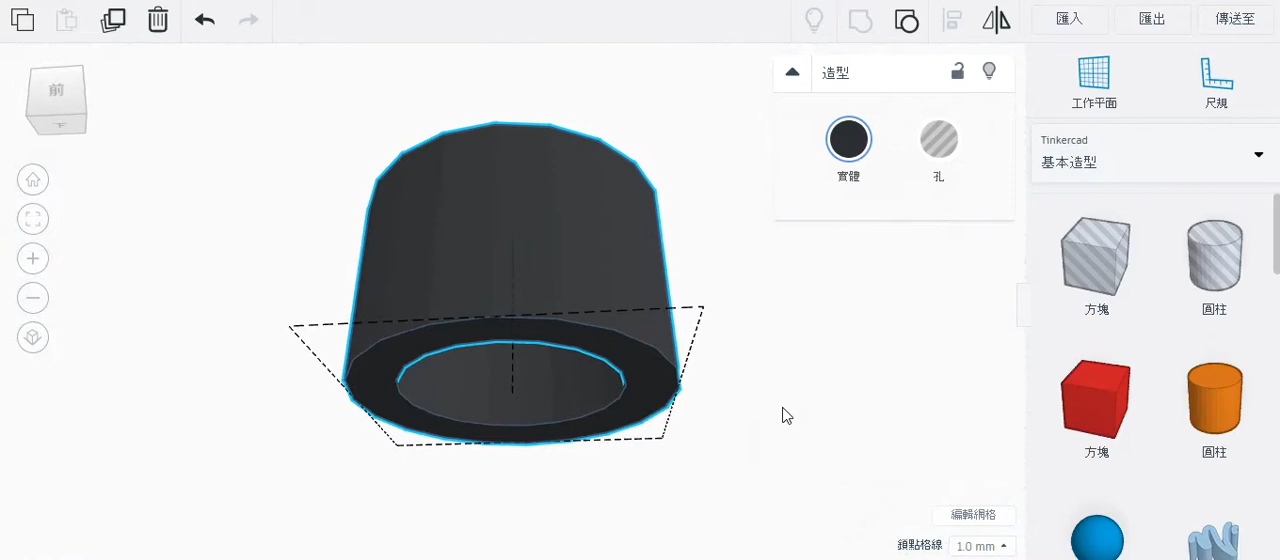 匯入
匯出
傳送至
前
下
造型
實體
孔
工作平面
尺規
Tinkercad
基本造型
方塊
圓柱
方塊
圓柱
編輯網格
鎖點格線
1.0 mm